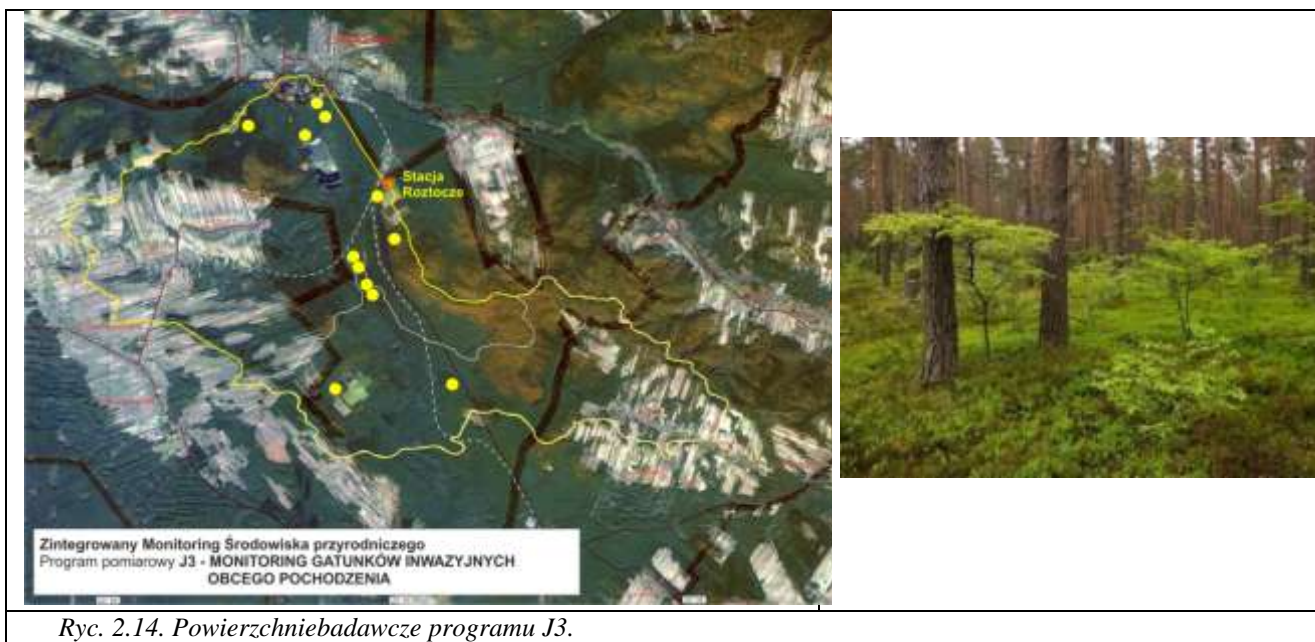 Stacja
Roztocze
Zintegrowany Monitoring Środowiska przyrodniczego
Program pomiarowy J3 - MONITORING GATUNKÓW INWAZYJNYCH
OBCEGO POCHODZENIA
Ryc. 2.14. Powierzchniebadawcze programu J3.